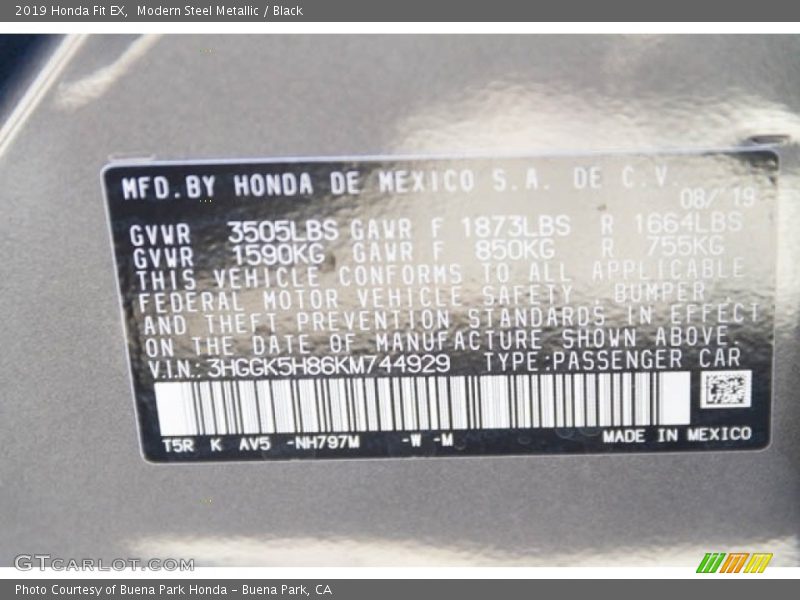 2019 Honda Fit EX, Modern Steel Metallic / Black
MFD.BY HONDA DE MEXICO S.A. DE C.V.
08/'19
GVWR 3505LBS GAWR F 1873LBS R 1664LBS
GVWR 1590KG GAWR F 850KG R 755KG
THIS VEHICLE CONFORMS TO ALL APPLICABLE
FEDERAL MOTOR VEHICLE SAFETY , BUMPER ,
AND THEFT PREVENTION STANDARDS IN EFFECT
ON THE DATE OF MANUFACTURE SHOWN ABOVE.
V.I.N.: 3HGGK5H86KM744929 TYPE:PASSENGER CAR
T5R K AV5 -NH797M -W -M MADE IN MEXICO
GTCARLOT.COM
Photo Courtesy of Buena Park Honda - Buena Park, CA